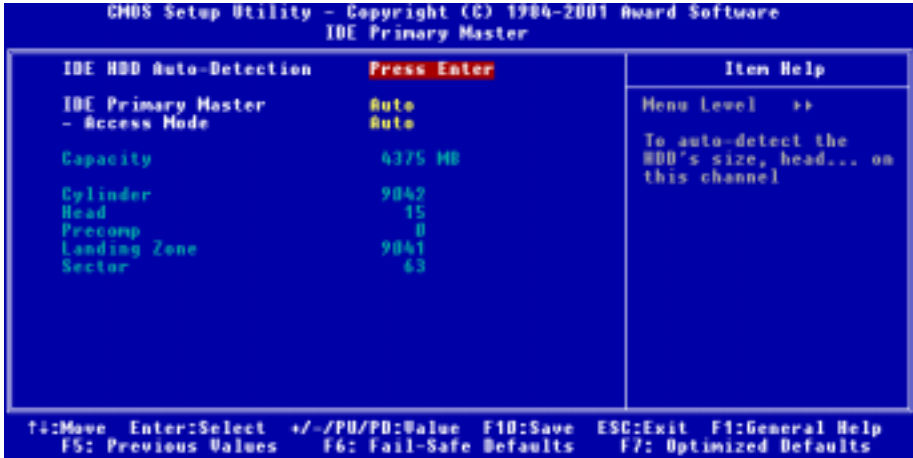 CMOS Setup Utility - Copyright (C) 1984-2001 Award Software
IDE Primary Master
IDE HDD Auto-Detection Press Enter
IDE Primary Master Auto
- Access Mode Auto
Capacity 4375 MB
Cylinder 9042
Head 15
Precomp 0
Landing Zone 9041
Sector 63
Item Help
Menu Level ▸▸
To auto-detect the
HDD's size, head... on
this channel
↑↓:Move Enter:Select +/-/PU/PD:Value F10:Save ESC:Exit F1:General Help
F5: Previous Values F6: Fail-Safe Defaults F7: Optimized Defaults